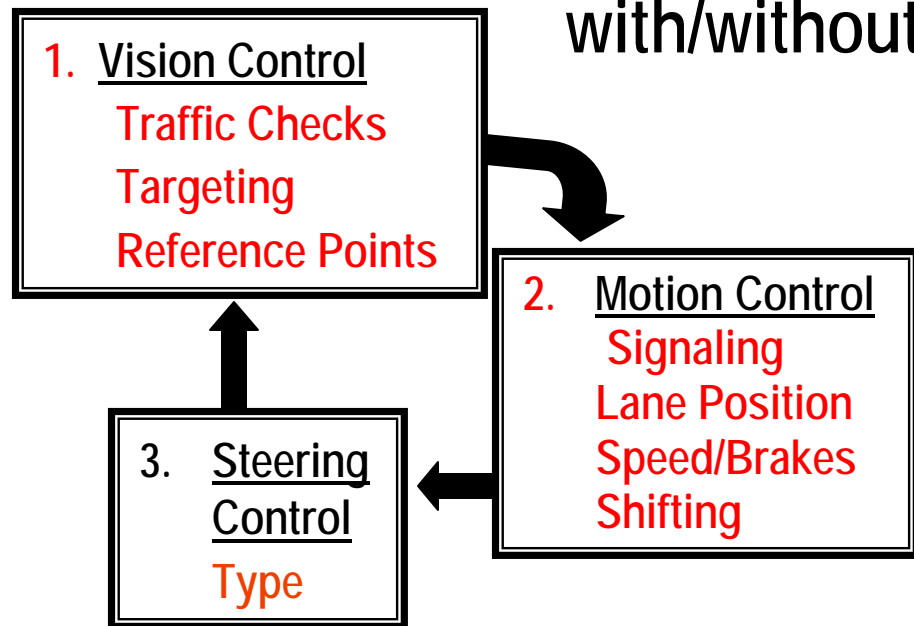 with/without
1. Vision Control
Traffic Checks
Targeting
Reference Points
2. Motion Control
Signaling
Lane Position
Speed/Brakes
Shifting
3. Steering
Control
Type